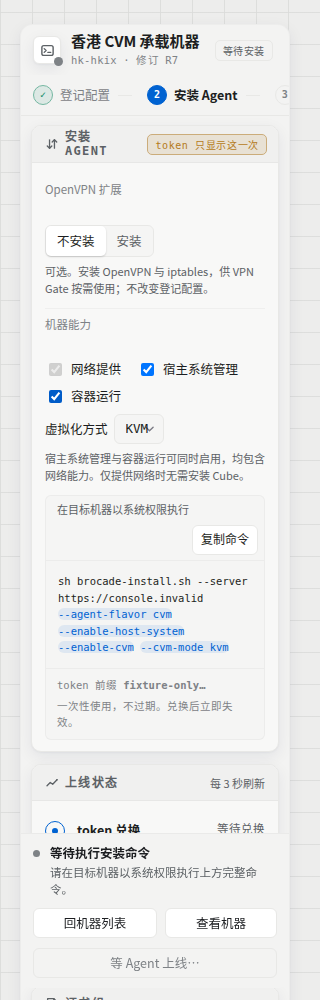 香港 CVM 承载机器
hk-hkix · 修订 R7
等待安装
✓ 登记配置
2 安装 Agent
3
安装 AGENT
token 只显示这一次
OpenVPN 扩展
不安装
安装
可选。安装 OpenVPN 与 iptables，供 VPN
Gate 按需使用；不改变登记配置。
机器能力
网络提供
宿主系统管理
容器运行
虚拟化方式
KVM
宿主系统管理与容器运行可同时启用，均包含
网络能力。仅提供网络时无需安装 Cube。
在目标机器以系统权限执行
复制命令
sh brocade-install.sh --server
https://console.invalid
--agent-flavor cvm
--enable-host-system
--enable-cvm --cvm-mode kvm
token 前缀 fixture-only…
一次性使用，不过期。兑换后立即失
效。
上线状态
每 3 秒刷新
token 兑换
等待兑换
等待执行安装命令
请在目标机器以系统权限执行上方完整命
令。
回机器列表
查看机器
等 Agent 上线…